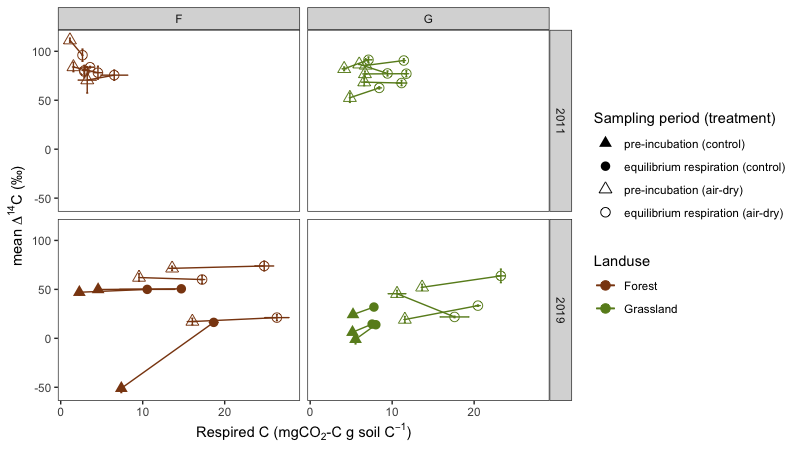 F
G
100
50
0
-50
2011
100
50
0
-50
2019
0
10
20
0
10
20
mean Δ¹⁴C (‰)
Respired C (mgCO₂-C g soil C⁻¹)
Sampling period (treatment)
pre-incubation (control)
equilibrium respiration (control)
pre-incubation (air-dry)
equilibrium respiration (air-dry)
Landuse
Forest
Grassland